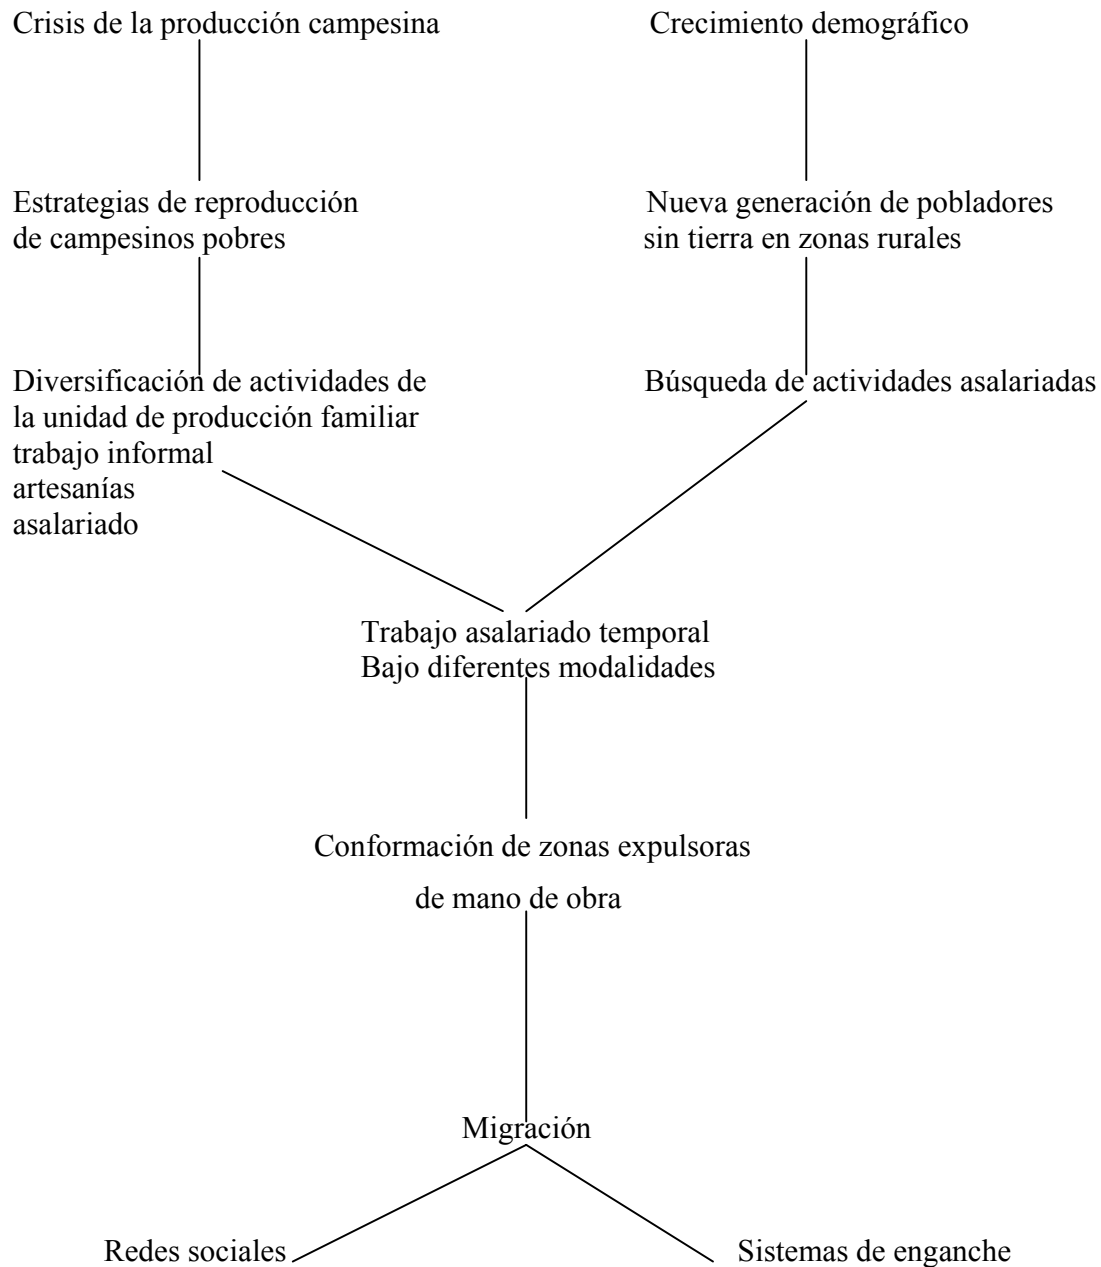 Crisis de la producción campesina
Crecimiento demográfico
Estrategias de reproducción
de campesinos pobres
Nueva generación de pobladores
sin tierra en zonas rurales
Diversificación de actividades de
la unidad de producción familiar
trabajo informal
artesanías
asalariado
Búsqueda de actividades asalariadas
Trabajo asalariado temporal
Bajo diferentes modalidades
Conformación de zonas expulsoras
de mano de obra
Migración
Redes sociales
Sistemas de enganche